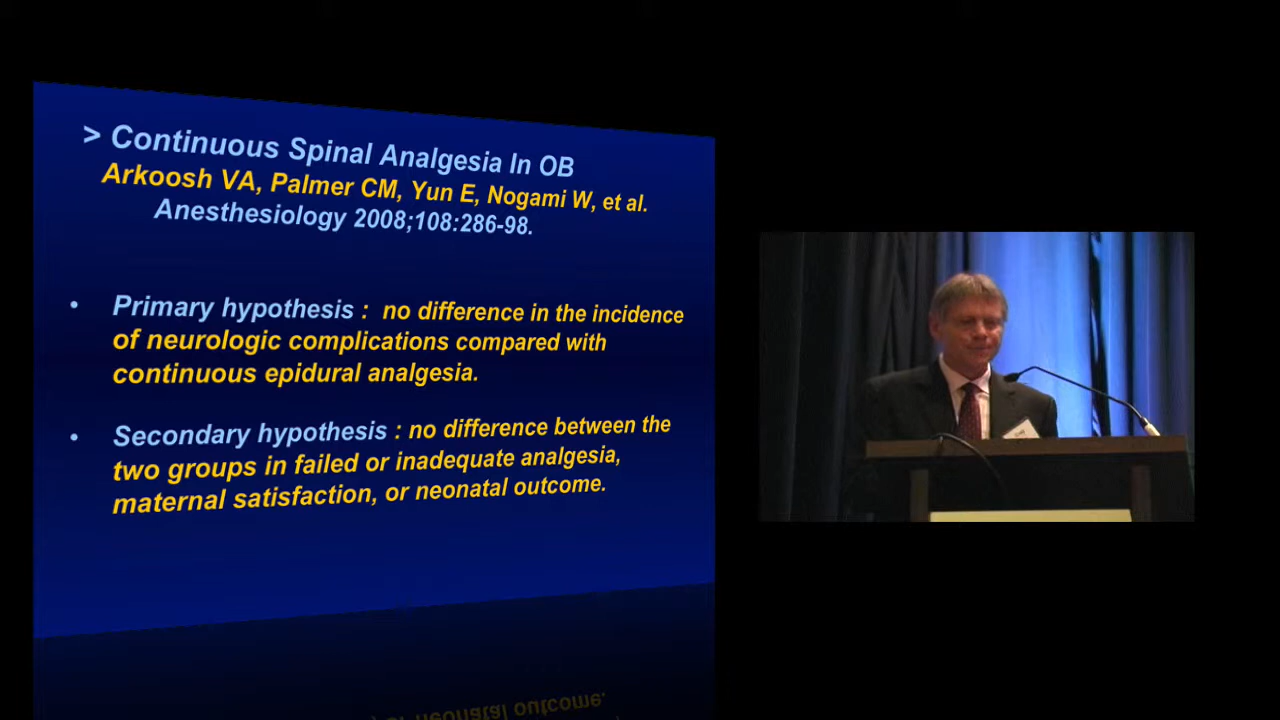 > Continuous Spinal Analgesia In OB
Arkoosh VA, Palmer CM, Yun E, Nogami W, et al.
Anesthesiology 2008;108:286-98.
• Primary hypothesis : no difference in the incidence
of neurologic complications compared with
continuous epidural analgesia.
• Secondary hypothesis : no difference between the
two groups in failed or inadequate analgesia,
maternal satisfaction, or neonatal outcome.